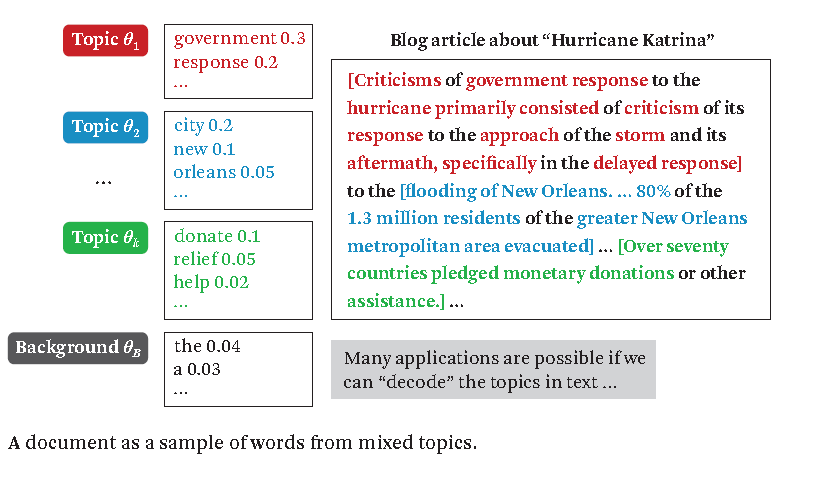 Topic θ1
government 0.3
response 0.2
...
Topic θ2
city 0.2
new 0.1
orleans 0.05
...
...
Topic θk
donate 0.1
relief 0.05
help 0.02
...
Background θB
the 0.04
a 0.03
...
Blog article about “Hurricane Katrina”
[Criticisms of government response to the
hurricane primarily consisted of criticism of its
response to the approach of the storm and its
aftermath, specifically in the delayed response]
to the [flooding of New Orleans. ... 80% of the
1.3 million residents of the greater New Orleans
metropolitan area evacuated] ... [Over seventy
countries pledged monetary donations or other
assistance.] ...
Many applications are possible if we
can “decode” the topics in text ...
A document as a sample of words from mixed topics.